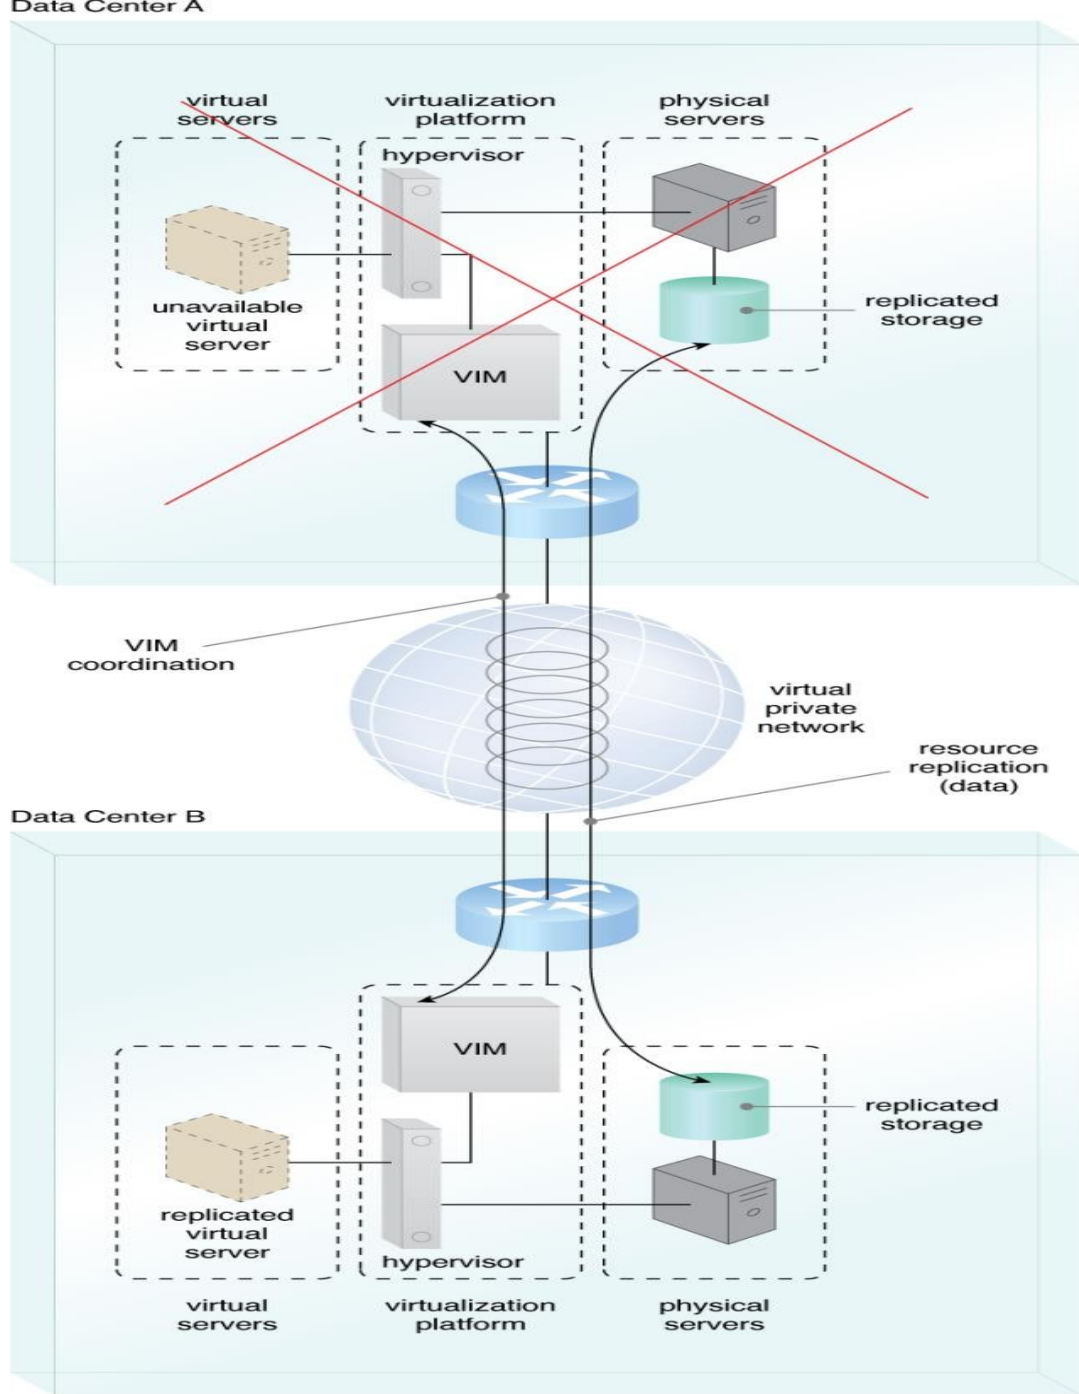 Data Center A
virtual
servers
virtualization
platform
physical
servers
hypervisor
unavailable
virtual
server
replicated
storage
VIM
VIM
coordination
virtual
private
network
resource
replication
(data)
Data Center B
VIM
replicated
storage
replicated
virtual
server
hypervisor
virtual
servers
virtualization
platform
physical
servers